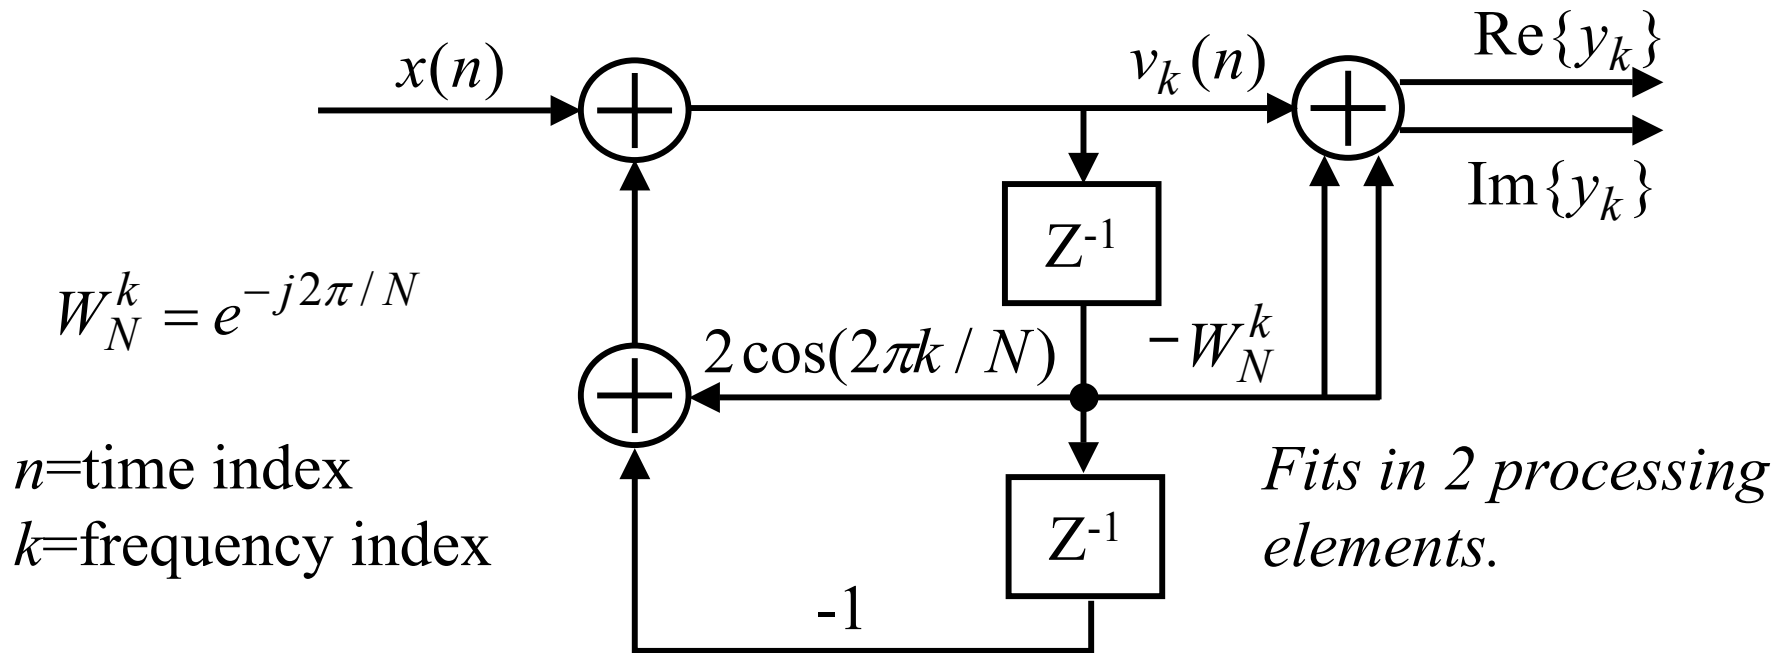 x(n)
v_k(n)
Re{y_k}
Im{y_k}
Z^{-1}
W_N^k = e^{-j2π/N}
2cos(2πk/N)
-W_N^k
n=time index
k=frequency index
Z^{-1}
Fits in 2 processing
elements.
-1